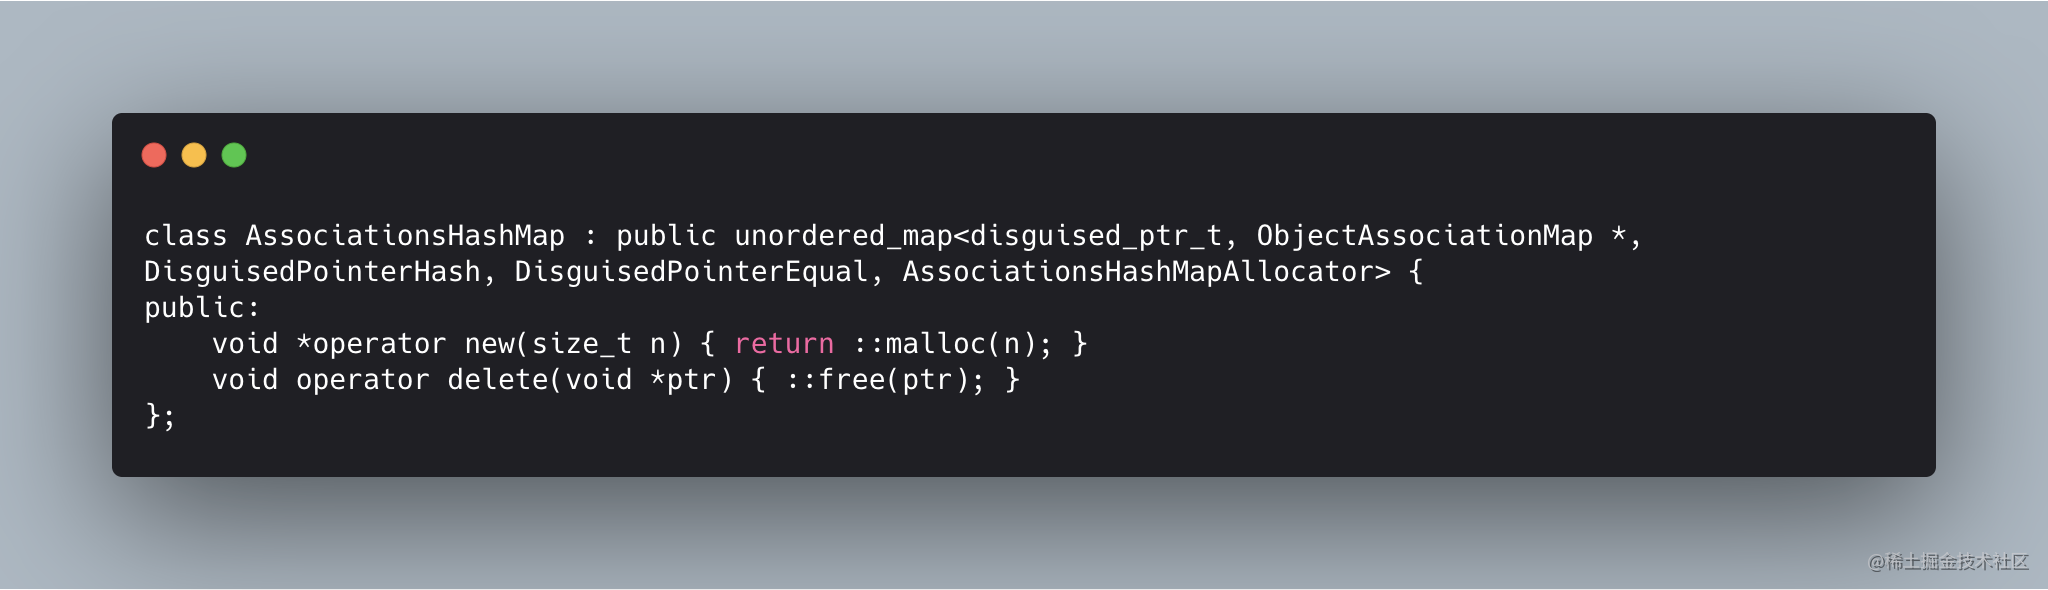 class AssociationsHashMap : public unordered_map<disguised_ptr_t, ObjectAssociationMap *,
DisguisedPointerHash, DisguisedPointerEqual, AssociationsHashMapAllocator> {
public:
    void *operator new(size_t n) { return ::malloc(n); }
    void operator delete(void *ptr) { ::free(ptr); }
};
@稀土掘金技术社区